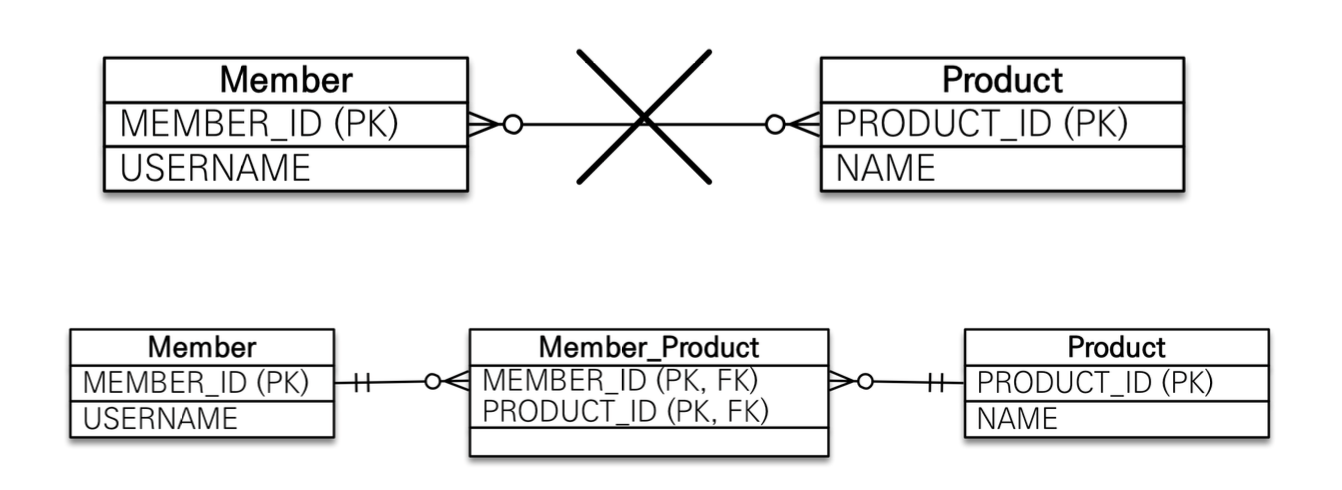 Member
MEMBER_ID (PK)
USERNAME
Product
PRODUCT_ID (PK)
NAME
Member
MEMBER_ID (PK)
USERNAME
Member_Product
MEMBER_ID (PK, FK)
PRODUCT_ID (PK, FK)
Product
PRODUCT_ID (PK)
NAME